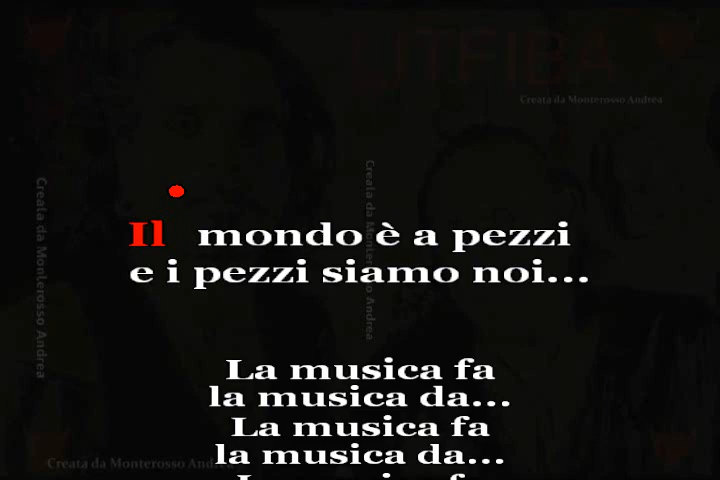 LITFIBA
Creata da Monterosso Andrea
Creata da Monterosso Andrea
Creata da Monterosso Andrea
Il mondo è a pezzi
e i pezzi siamo noi...
La musica fa
la musica da...
La musica fa
la musica da...
Creata da Monterosso Andrea